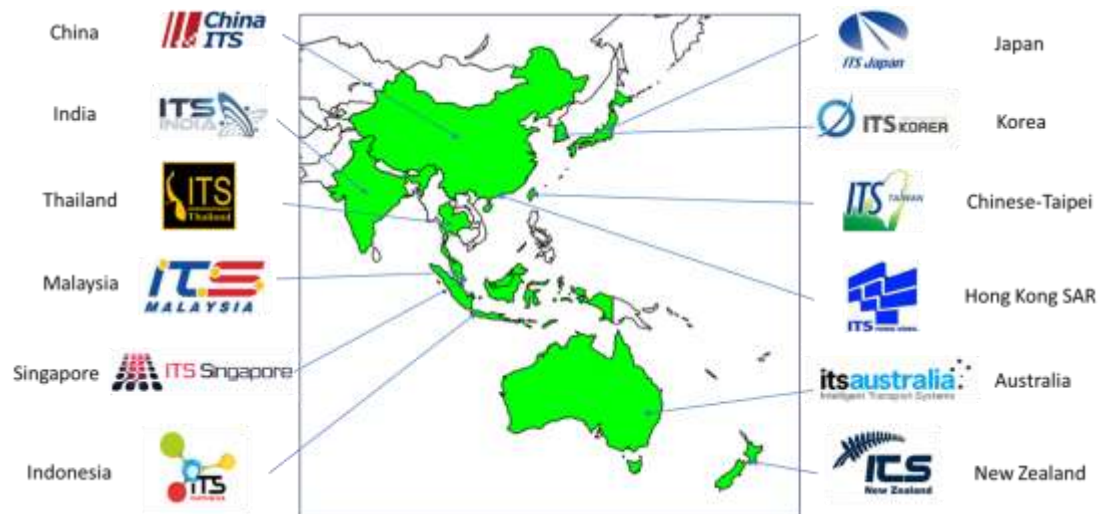 China
China
& ITS
India
ITS
INDIA
Thailand
ITS
Thailand
Malaysia
iTS
MALAYSIA
Singapore
ITS Singapore
Indonesia
iTS
ITS Japan
Japan
ITS KOREA
Korea
ITS TAIWAN
Chinese-Taipei
ITS HONG KONG
Hong Kong SAR
itsaustralia
Intelligent Transport Systems
Australia
ITS
New Zealand
New Zealand